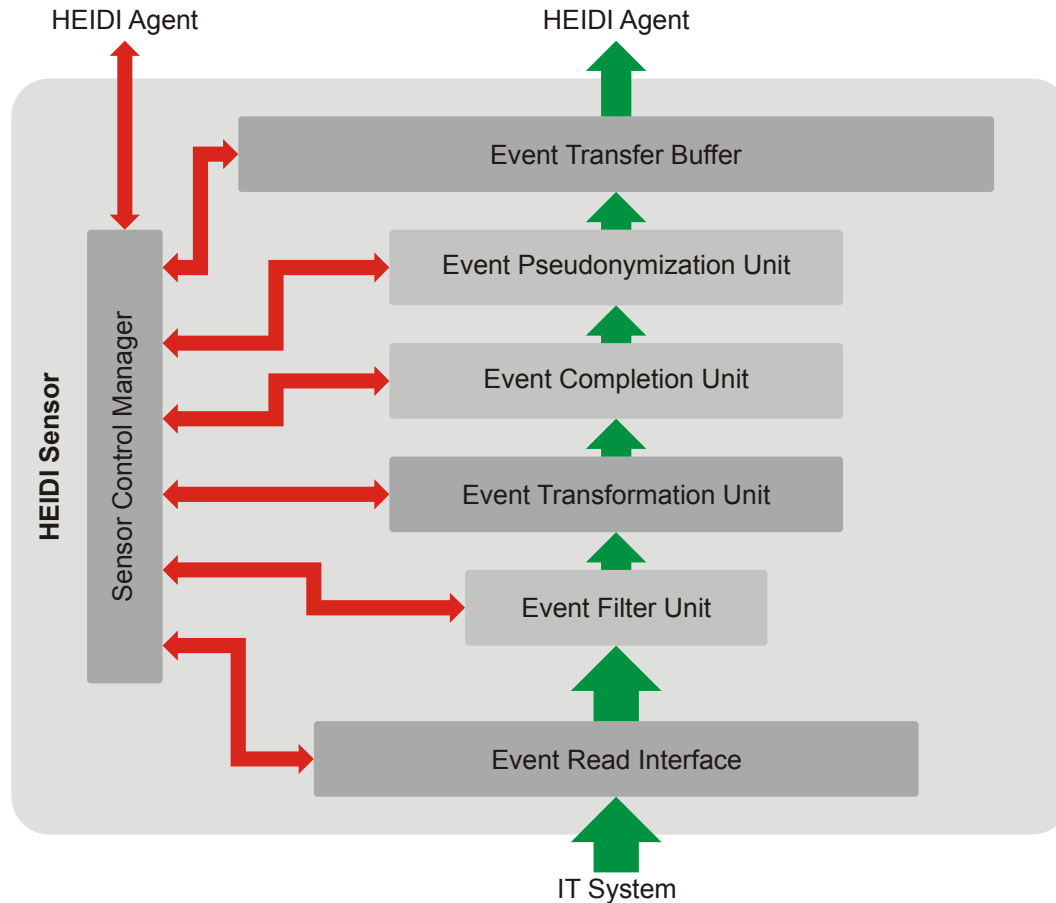 HEIDI Agent
HEIDI Agent
Event Transfer Buffer
Event Pseudonymization Unit
Event Completion Unit
Event Transformation Unit
Event Filter Unit
Event Read Interface
IT System
HEIDI Sensor
Sensor Control Manager